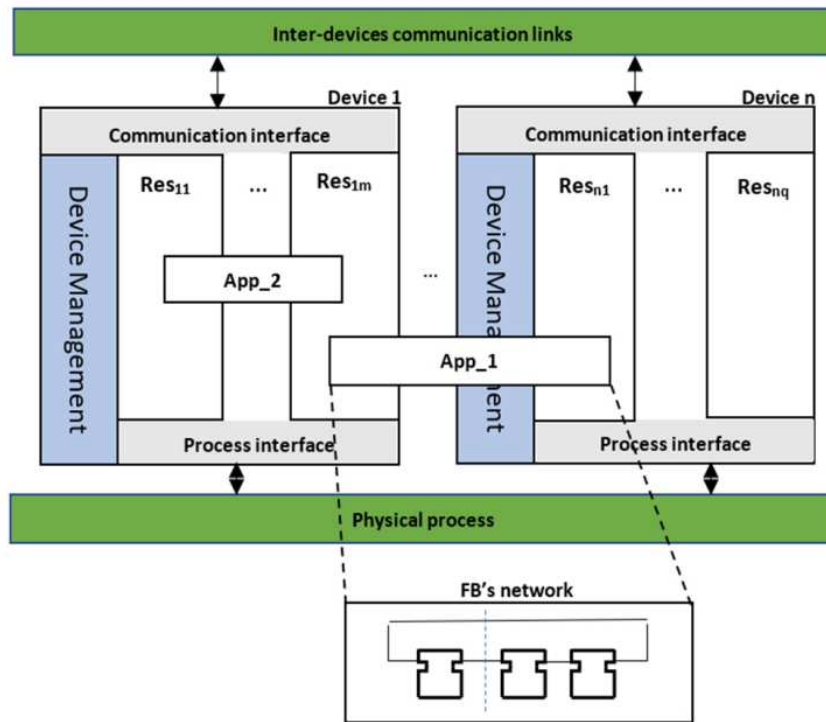 Inter-devices communication links
Device 1
Device n
Communication interface
Communication interface
Device Management
Res11
...
Res1m
Device Management
Resn1
...
Resnq
App_2
...
App_1
Process interface
Process interface
Physical process
FB's network